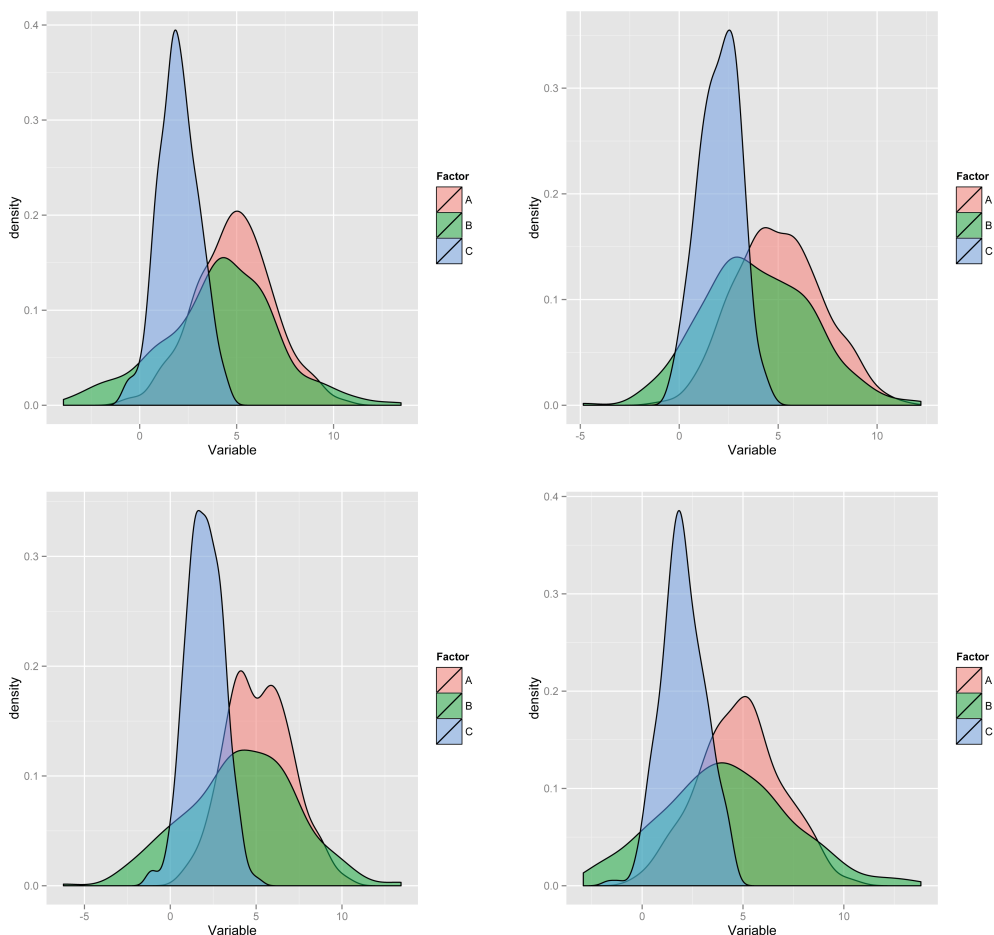 0.4
0.3
0.2
0.1
0.0
density
0
5
10
Variable
Factor
A
B
C
0.3
0.2
0.1
0.0
density
-5
0
5
10
Variable
Factor
A
B
C
0.3
0.2
0.1
0.0
density
-5
0
5
10
Variable
Factor
A
B
C
0.4
0.3
0.2
0.1
0.0
density
0
5
10
Variable
Factor
A
B
C